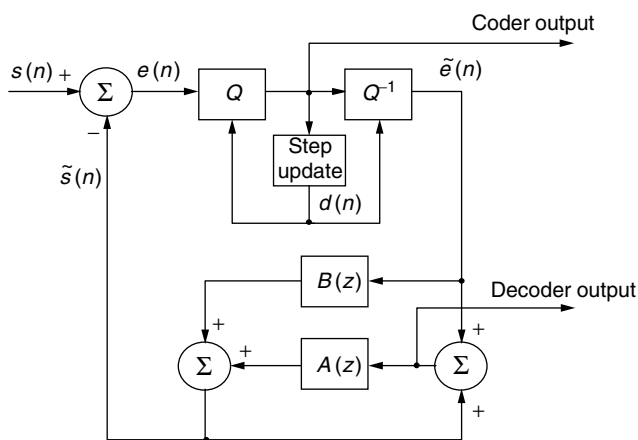 Coder output
s(n) +
Σ
e(n)
Q
Q⁻¹
ẽ(n)
−
s̃(n)
Step
update
d(n)
B(z)
Decoder output
+
+
Σ
+
A(z)
Σ
+